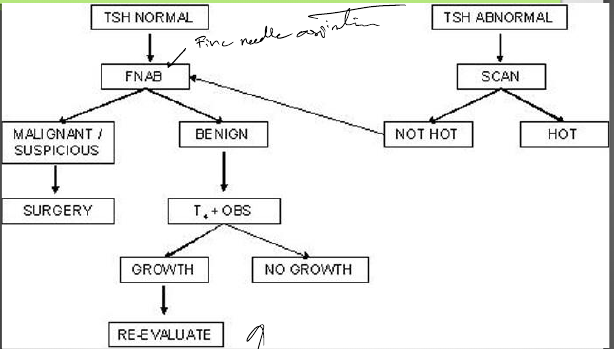 TSH NORMAL
TSH ABNORMAL
Fine needle aspiration
FNAB
SCAN
MALIGNANT /
SUSPICIOUS
BENIGN
NOT HOT
HOT
SURGERY
T₄ + OBS
GROWTH
NO GROWTH
RE-EVALUATE